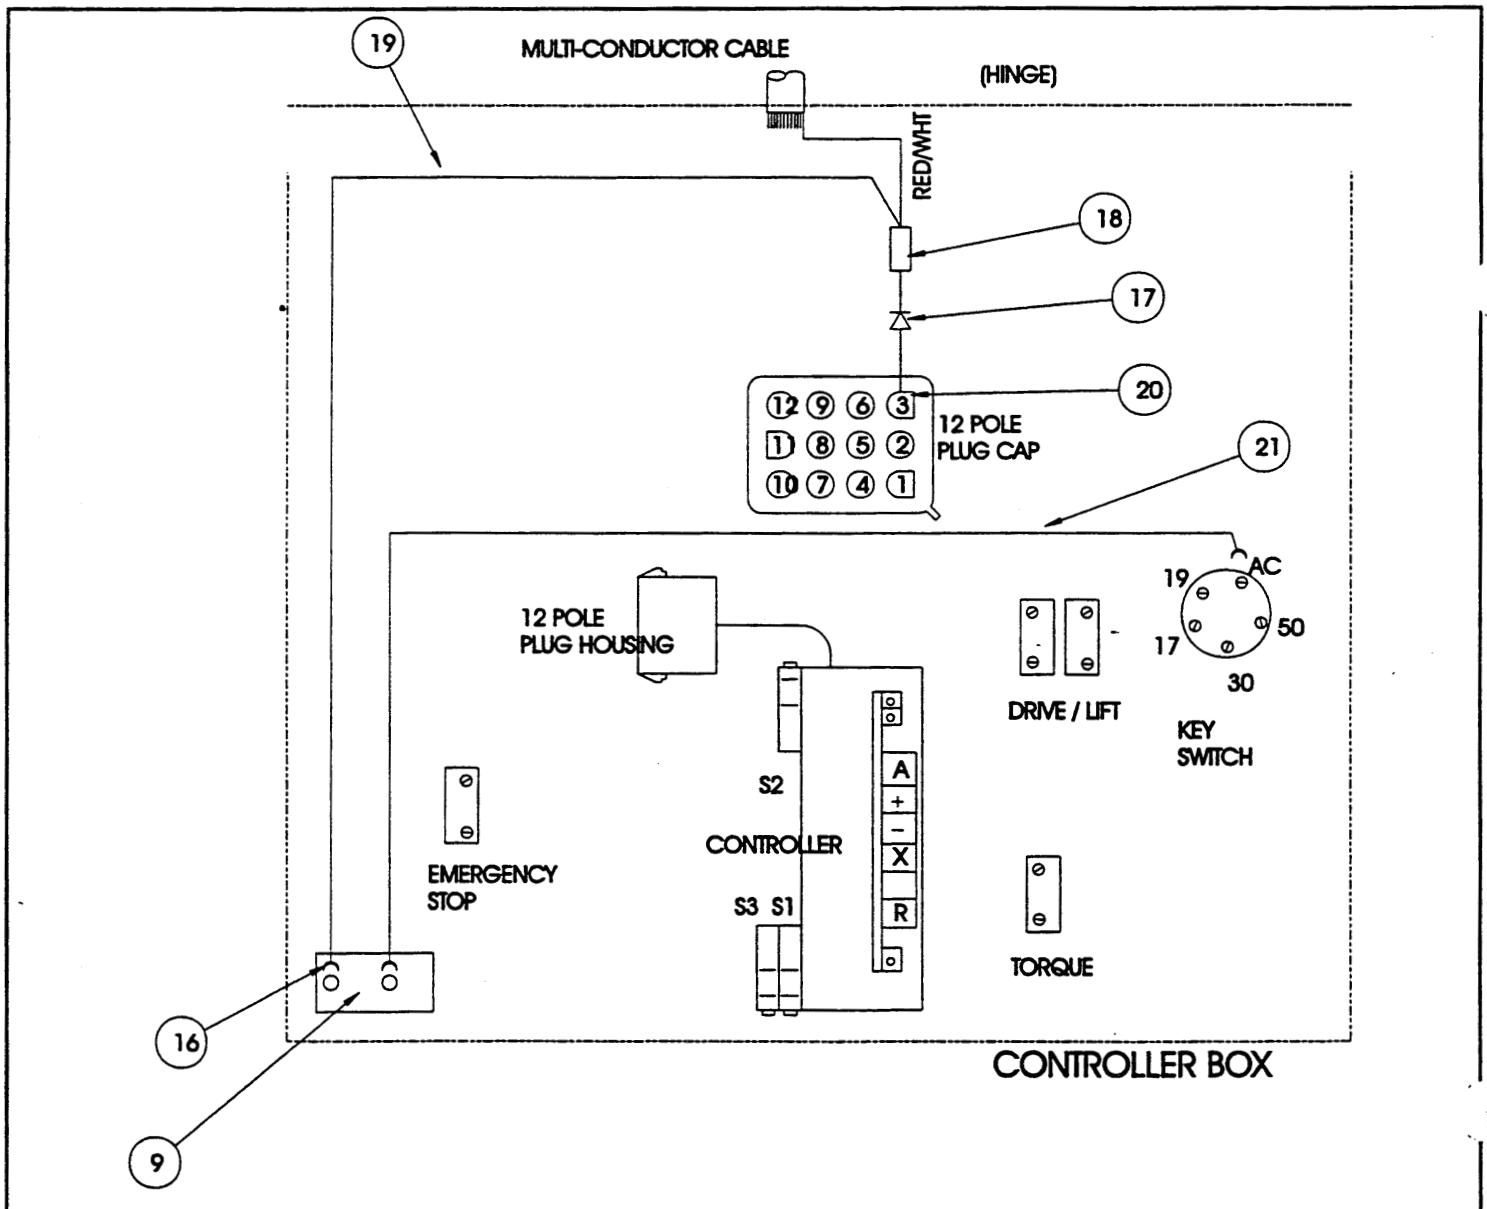 19
MULTI-CONDUCTOR CABLE
(HINGE)
RED/WHT
18
17
20
12 9 6 3
11 8 5 2
10 7 4 1
12 POLE
PLUG CAP
21
AC
19
17
50
30
12 POLE
PLUG HOUSING
DRIVE / LIFT
KEY
SWITCH
S2
A
+
–
X
R
CONTROLLER
EMERGENCY
STOP
S3 S1
TORQUE
16
9
CONTROLLER BOX